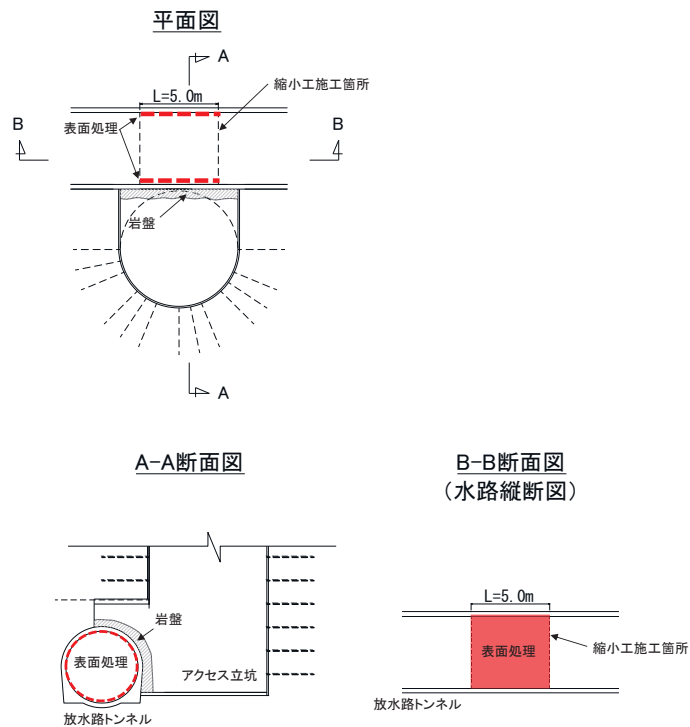 平面図
A
縮小工施工箇所
L=5.0m
B
B
表面処理
岩盤
A
A-A断面図
B-B断面図
(水路縦断図)
L=5.0m
岩盤
表面処理
アクセス立坑
放水路トンネル
表面処理
縮小工施工箇所
放水路トンネル